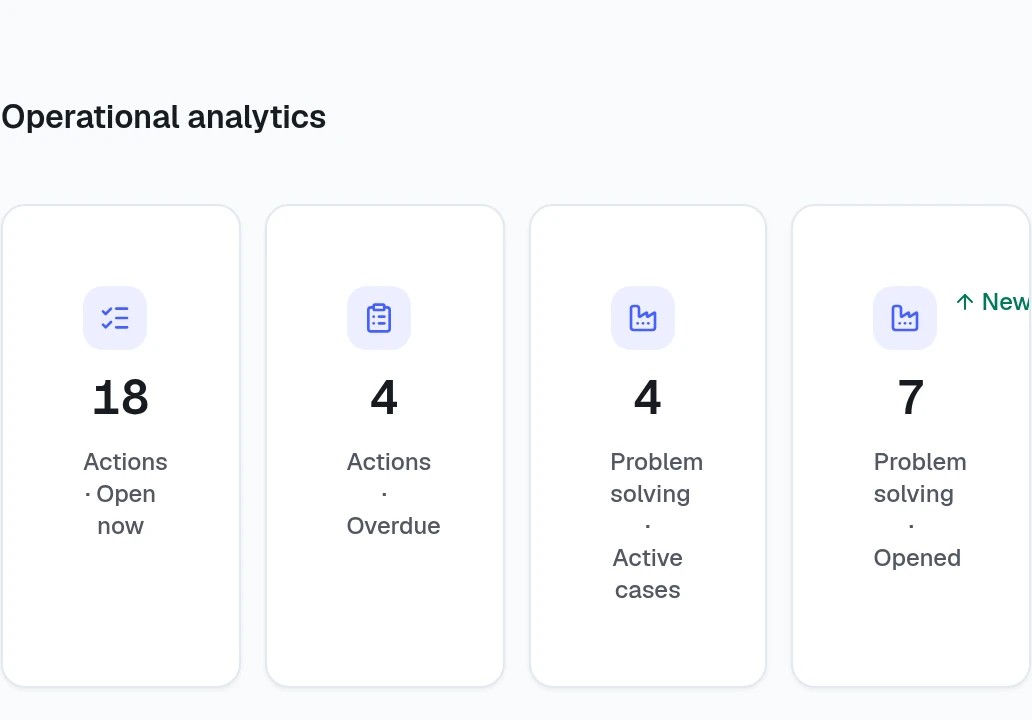 Operational analytics
18
Actions
· Open
now
4
Actions
·
Overdue
4
Problem
solving
·
Active
cases
↑ New
7
Problem
solving
·
Opened